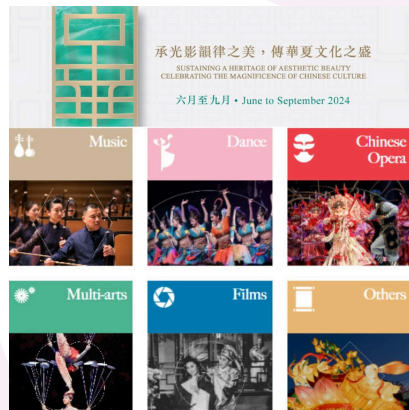 承光影韻律之美，傳華夏文化之盛
SUSTAINING A HERITAGE OF AESTHETIC BEAUTY
CELEBRATING THE MAGNIFICENCE OF CHINESE CULTURE
六月至九月 • June to September 2024
Music
Dance
Chinese
Opera
Multi-arts
Films
Others